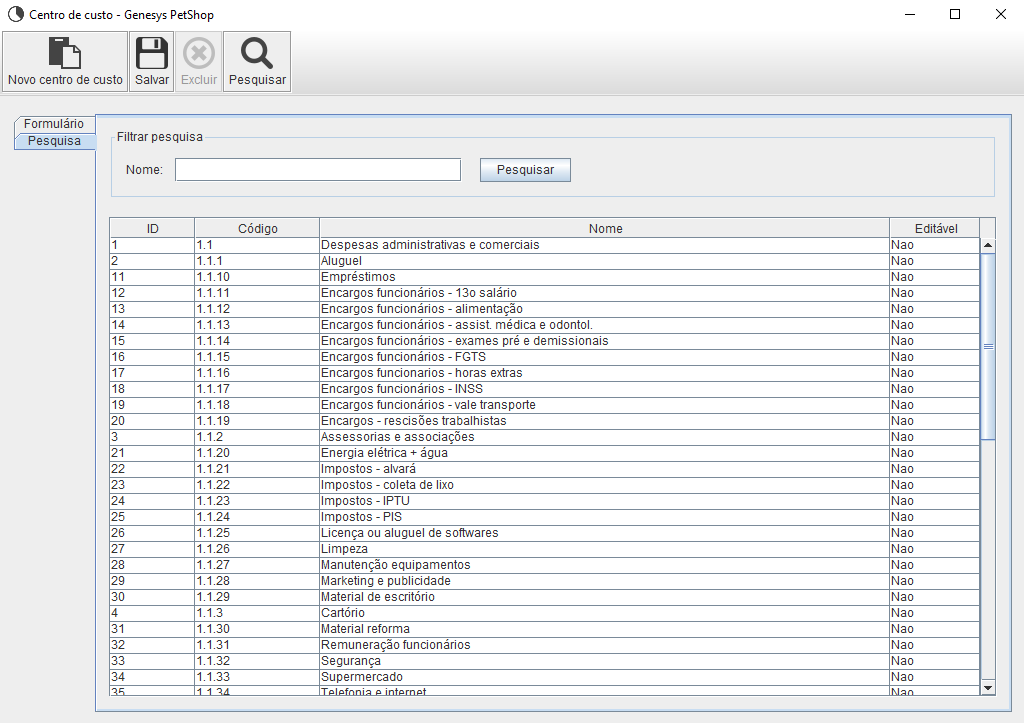 Centro de custo - Genesys PetShop
Novo centro de custo Salvar Excluir Pesquisar
Formulário
Pesquisa
Filtrar pesquisa
Nome: Pesquisar
ID Código Nome Editável
1 1.1 Despesas administrativas e comerciais Nao
2 1.1.1 Aluguel Nao
11 1.1.10 Empréstimos Nao
12 1.1.11 Encargos funcionários - 13o salário Nao
13 1.1.12 Encargos funcionários - alimentação Nao
14 1.1.13 Encargos funcionários - assist. médica e odontol. Nao
15 1.1.14 Encargos funcionários - exames pré e demissionais Nao
16 1.1.15 Encargos funcionários - FGTS Nao
17 1.1.16 Encargos funcionários - horas extras Nao
18 1.1.17 Encargos funcionários - INSS Nao
19 1.1.18 Encargos funcionários - vale transporte Nao
20 1.1.19 Encargos - rescisões trabalhistas Nao
3 1.1.2 Assessorias e associações Nao
21 1.1.20 Energia elétrica + água Nao
22 1.1.21 Impostos - alvará Nao
23 1.1.22 Impostos - coleta de lixo Nao
24 1.1.23 Impostos - IPTU Nao
25 1.1.24 Impostos - PIS Nao
26 1.1.25 Licença ou aluguel de softwares Nao
27 1.1.26 Limpeza Nao
28 1.1.27 Manutenção equipamentos Nao
29 1.1.28 Marketing e publicidade Nao
30 1.1.29 Material de escritório Nao
4 1.1.3 Cartório Nao
31 1.1.30 Material reforma Nao
32 1.1.31 Remuneração funcionários Nao
33 1.1.32 Segurança Nao
34 1.1.33 Supermercado Nao
35 1.1.34 Telefonia e internet Nao